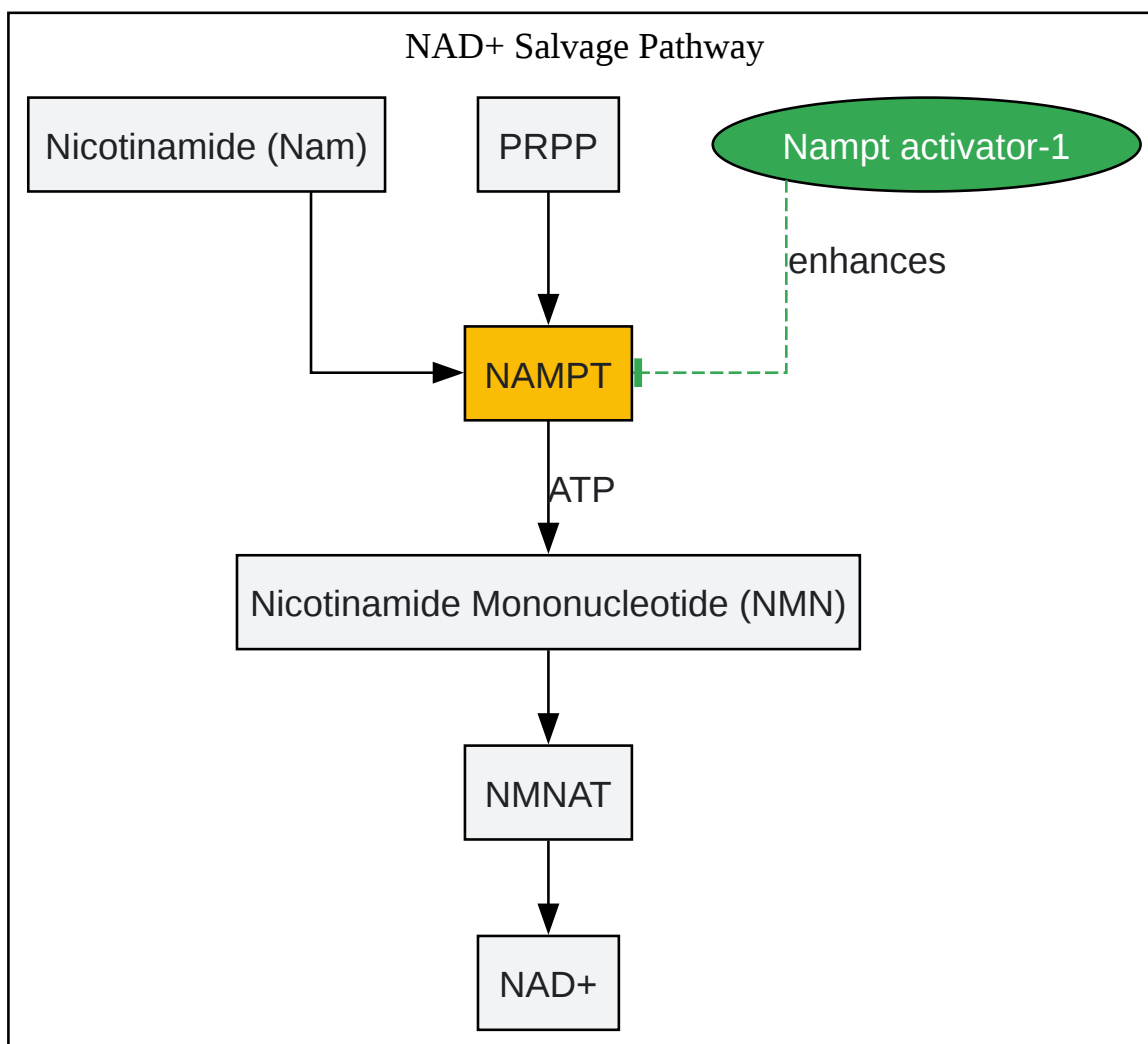 NAD+ Salvage Pathway
Nicotinamide (Nam)
PRPP
Nampt activator-1
enhances
NAMPT
ATP
Nicotinamide Mononucleotide (NMN)
NMNAT
NAD+